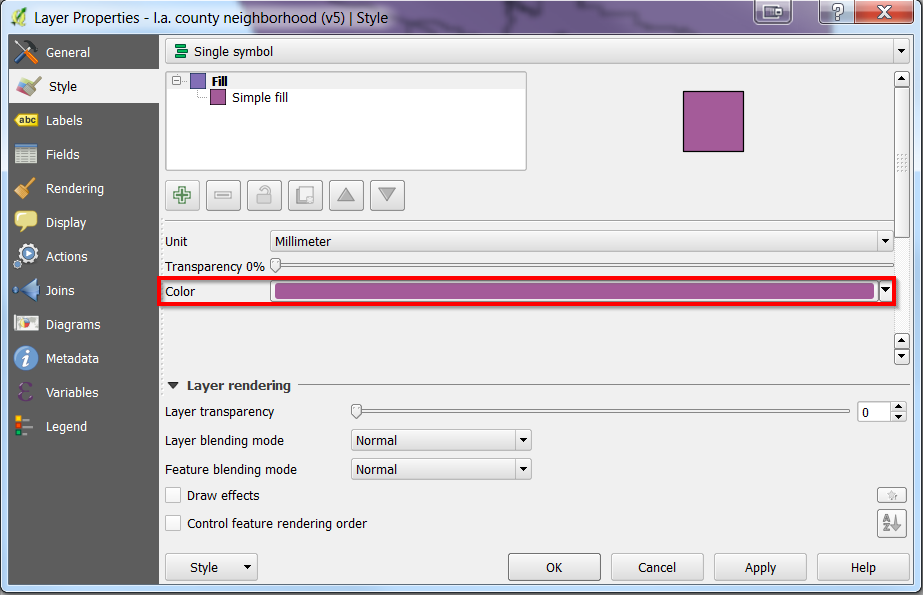 Layer Properties - l.a. county neighborhood (v5) | Style
General
Style
abc Labels
Fields
Rendering
Display
Actions
Joins
Diagrams
Metadata
Variables
Legend
Single symbol
Fill
Simple fill
Unit Millimeter
Transparency 0%
Color
Layer rendering
Layer transparency 0
Layer blending mode Normal
Feature blending mode Normal
Draw effects
Control feature rendering order
A Z
Style OK Cancel Apply Help